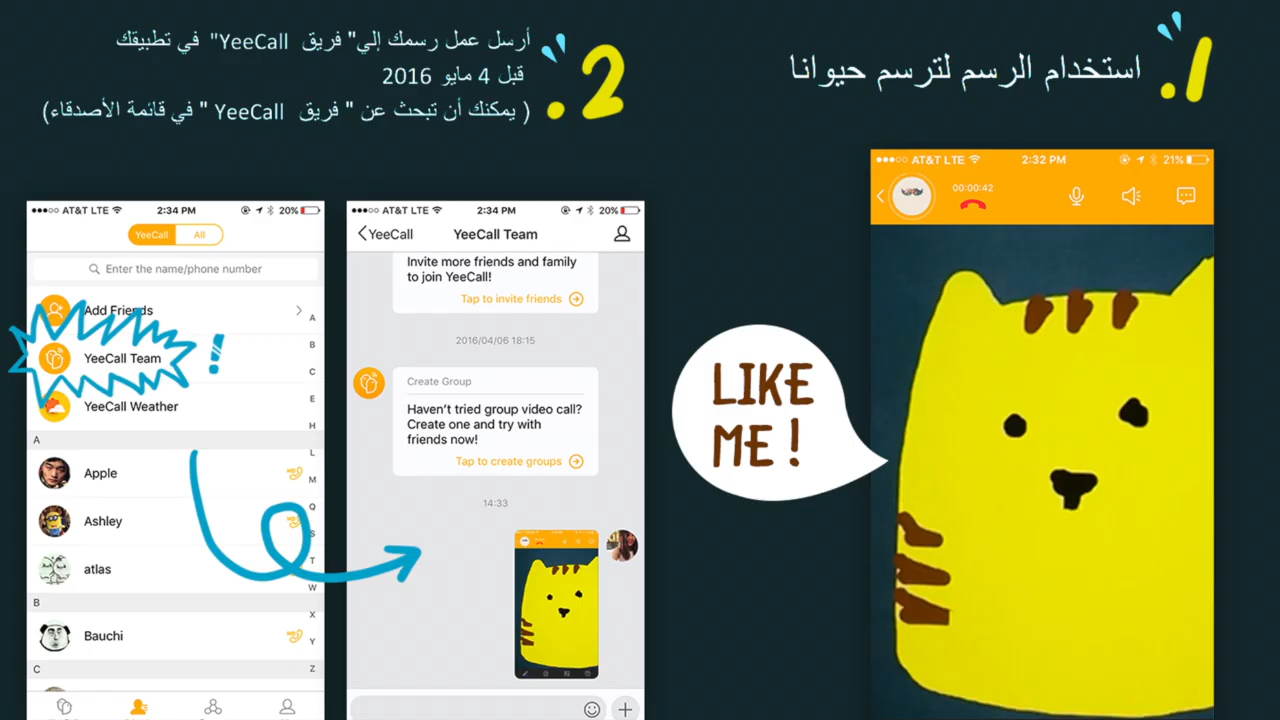 .1
استخدام الرسم لترسم حيوانا
●●●○○ AT&T LTE 2:32 PM 21%
00:00:42
LIKE
ME !
.2
أرسل عمل رسمك إلي" فريق YeeCall" في تطبيقك
قبل 4 مايو 2016
( يمكنك أن تبحث عن " فريق YeeCall " في قائمة الأصدقاء)
●●●○○ AT&T LTE 2:34 PM 20%
YeeCall All
Enter the name/phone number
Add Friends
YeeCall Team
YeeCall Weather
A
Apple
Ashley
atlas
B
Bauchi
C
A
B
C
E
H
L
M
Q
S
T
W
X
Y
Z
●●●○○ AT&T LTE 2:34 PM 20%
YeeCall YeeCall Team
Invite more friends and family
to join YeeCall!
Tap to invite friends
2016/04/06 18:15
Create Group
Haven't tried group video call?
Create one and try with
friends now!
Tap to create groups
14:33